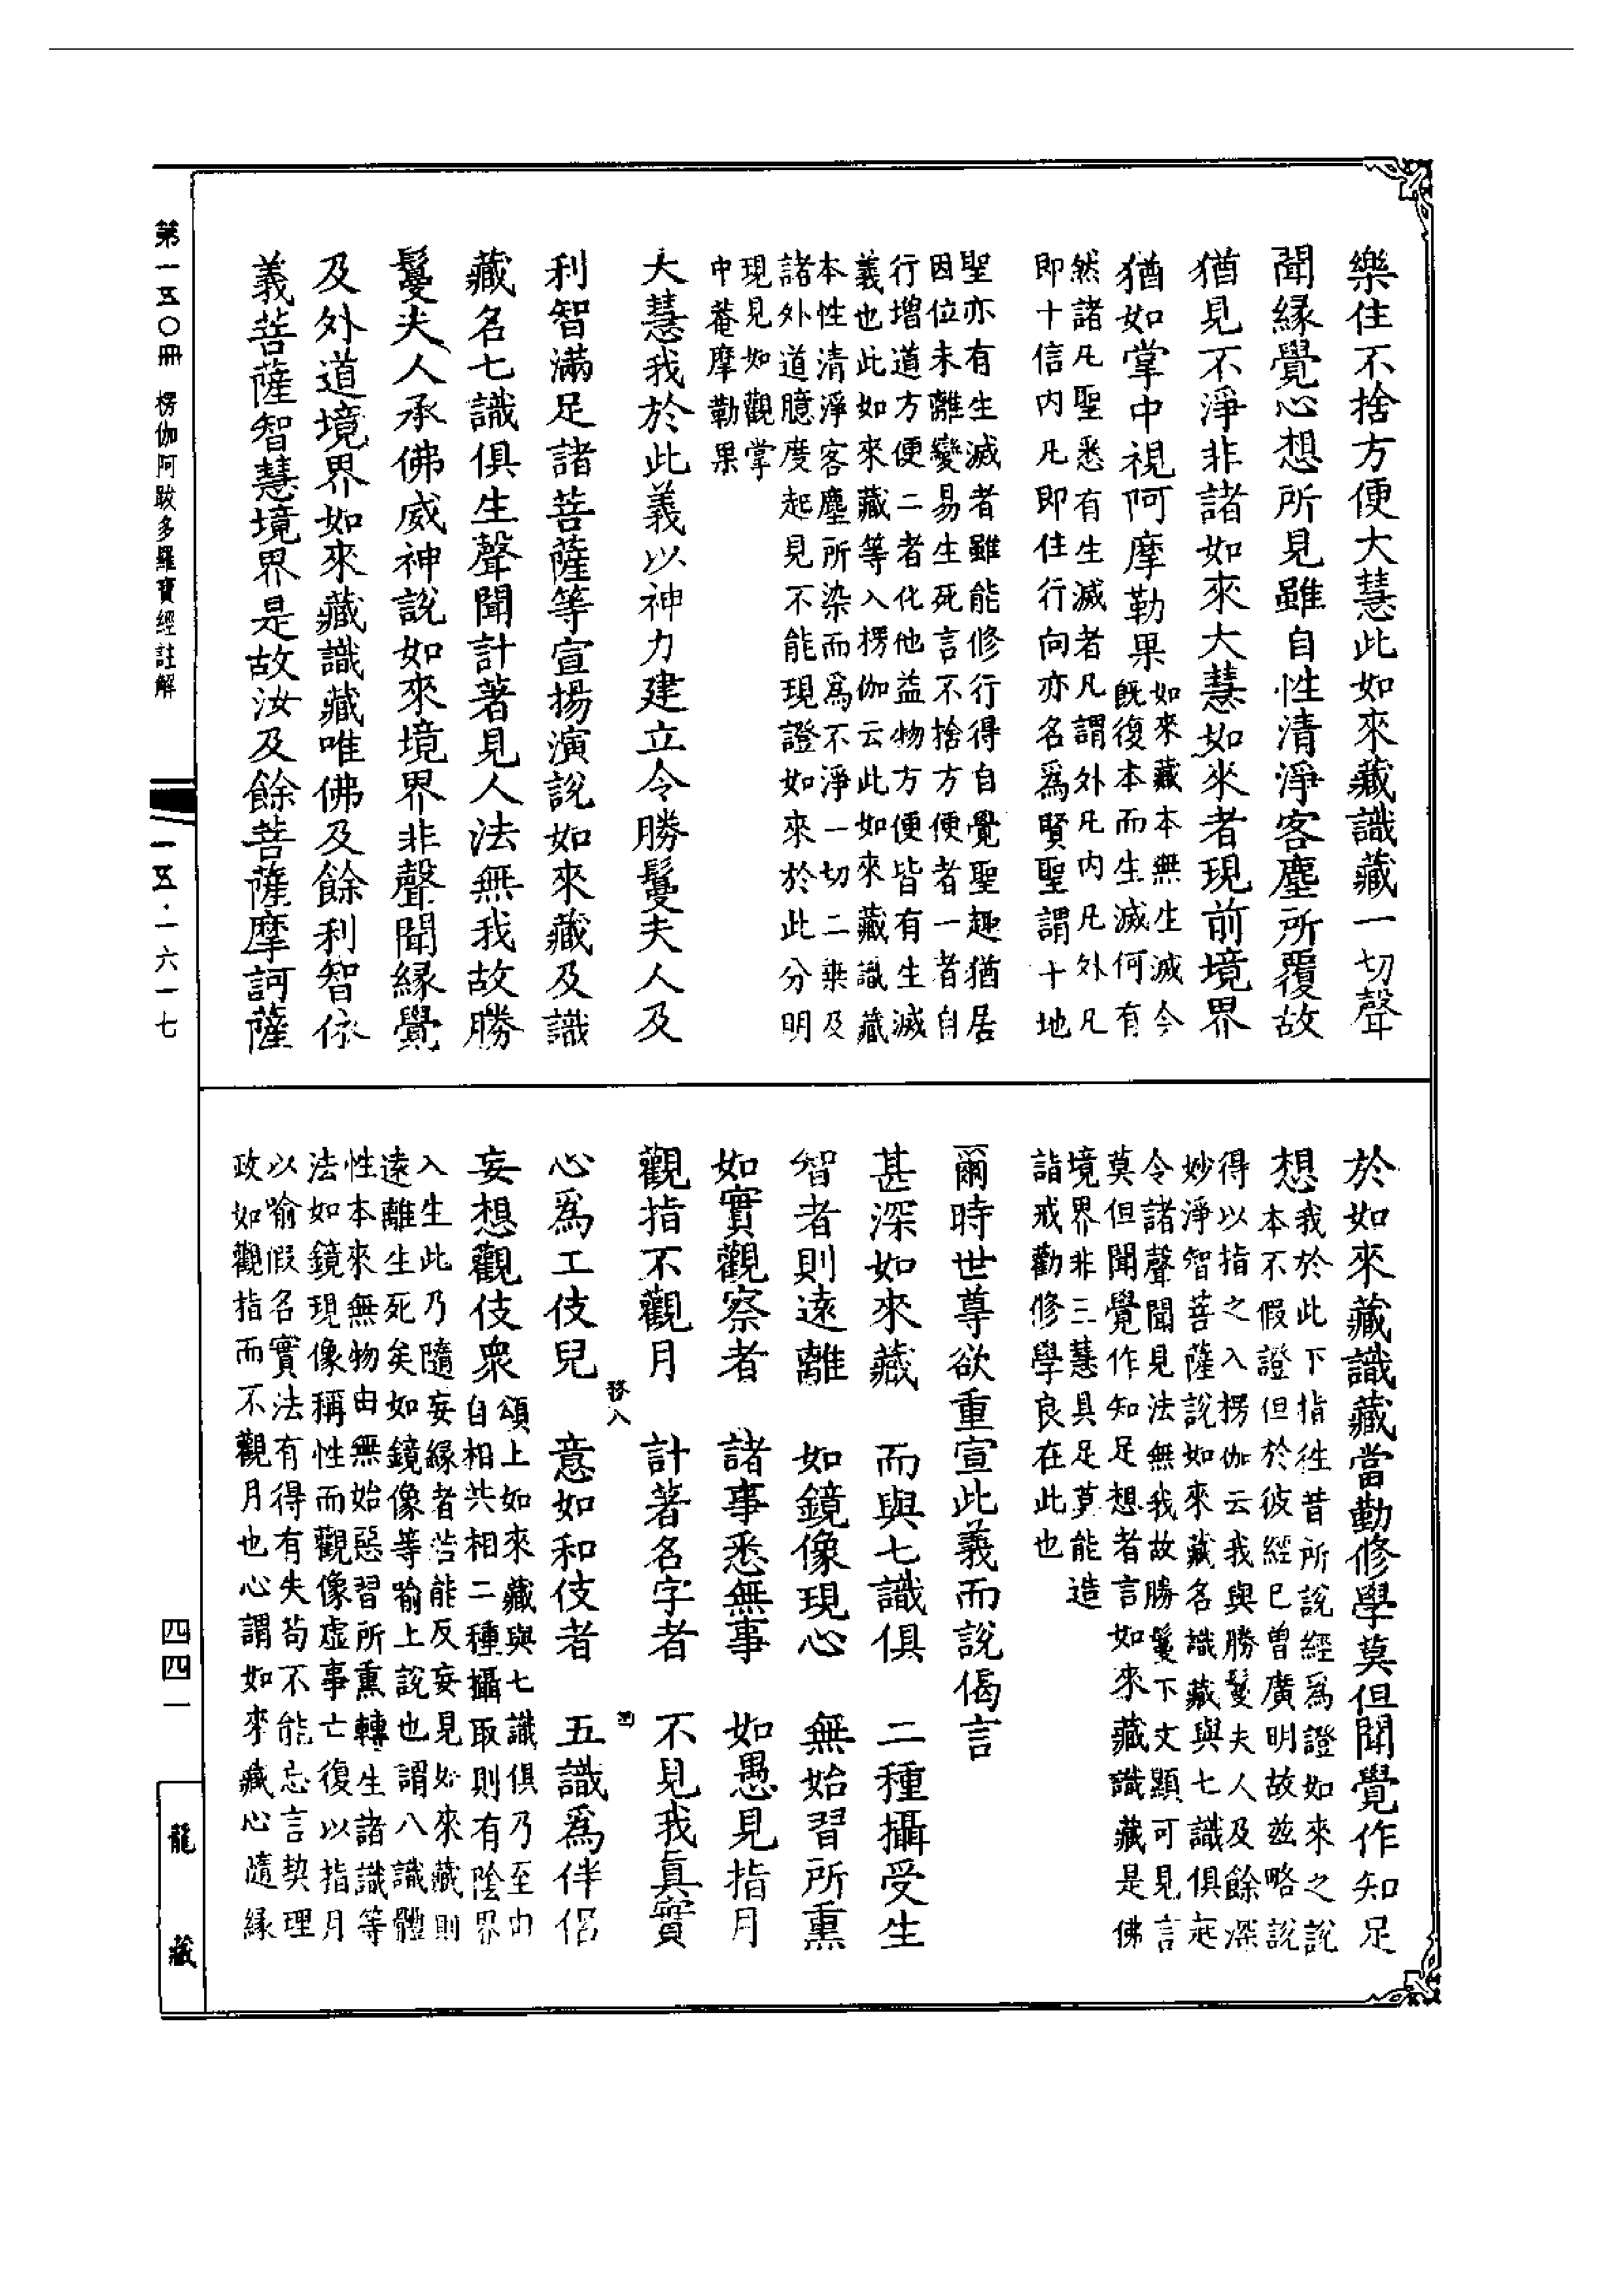 樂住不捨方便大慧此如來藏識藏一切聲
聞緣覺心想所見雖自性清淨客塵所覆故
猶見不淨非諸如來大慧如來者現前境界
猶如掌中視阿摩勒果如來藏本無生滅今
既復本而生滅何有
然諸凡聖悉有生滅者凡謂外凡內凡外凡
即十信內凡即住行向亦名為賢聖謂十地
聖亦有生滅者雖能修行得自覺聖趣猶居
因位未離變易生死言不捨方便者一者自
行增道方便二者化他益物方便皆有生滅
義也此如來藏等入楞伽云此如來藏識藏
本性清淨客塵所染而為不淨一切二乘及
諸外道臆度起見不能現證如來於此分明
現見如觀掌
中菴摩勒果
大慧我於此義以神力建立令勝鬘夫人及
利智滿足諸菩薩等宣揚演說如來藏及識
藏名七識俱生聲聞計著見人法無我故勝
鬘夫人承佛威神說如來境界非聲聞緣覺
及外道境界如來藏識藏唯佛及餘利智依
義菩薩智慧境界是故汝及餘菩薩摩訶薩
於如來藏識藏當勤修學莫但聞覺作知足
想我於此下指徃昔所說經為證如來之說
本不假證但於彼經已曾廣明故茲略說
得以指之入楞伽云我與勝鬘夫人及餘深
妙淨智菩薩說如來藏名識藏與七識俱起
令諸聲聞見法無我故勝鬘下文顯可見言
莫但聞覺作知足想者言如來藏識藏是佛
境界非三慧具足莫能造
詣戒勸修學良在此也
爾時世尊欲重宣此義而說偈言
甚深如來藏　而與七識俱　二種攝受生
智者則遠離　如鏡像現心　無始習所熏
如實觀察者　諸事悉無事　如愚見指月
觀指不觀月　計著名字者　不見我真實
心為工伎兒　意如和伎者　五識為伴侶
妄想觀伎眾頌上如來藏與七識俱乃至由
自相共相二種攝取則有陰界
入生此乃隨妄緣者若能反妄見如來藏則
遠離生死矣如鏡像等喻上說也謂八識體
性本來無物由無始惡習所熏轉生諸識等
法如鏡現像稱性而觀像虛事亡復以指月
以喻假名實法有得有失苟不能忘言契理
政如觀指而不觀月也心謂如來藏心隨緣
第一五〇冊 楞伽阿跋多羅寶經註解
一五·一六一七
四四一
龍藏